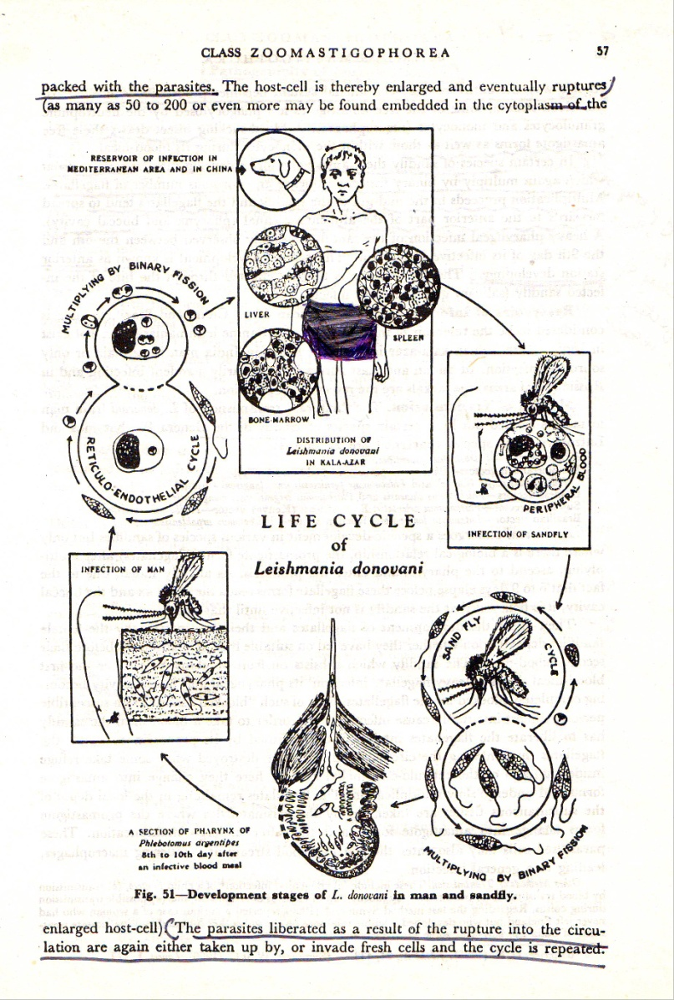 CLASS ZOOMASTIGOPHOREA 57
packed with the parasites. The host-cell is thereby enlarged and eventually ruptures
(as many as 50 to 200 or even more may be found embedded in the cytoplasm of the
RESERVOIR OF INFECTION IN
MEDITERRANEAN AREA AND IN CHINA
MULTIPLYING BY BINARY FISSION
LIVER
SPLEEN
BONE-MARROW
DISTRIBUTION OF
Leishmania donovani
IN KALA-AZAR
RETICULO-ENDOTHELIAL CYCLE
PERIPHERAL BLOOD
INFECTION OF SANDFLY
LIFE CYCLE
of
Leishmania donovani
INFECTION OF MAN
SAND FLY CYCLE
MULTIPLYING BY BINARY FISSION
A SECTION OF PHARYNX OF
Phlebotomus argentipes
8th to 10th day after
an infective blood meal
Fig. 51—Development stages of L. donovani in man and sandfly.
enlarged host-cell) (The parasites liberated as a result of the rupture into the circu-
lation are again either taken up by, or invade fresh cells and the cycle is repeated.